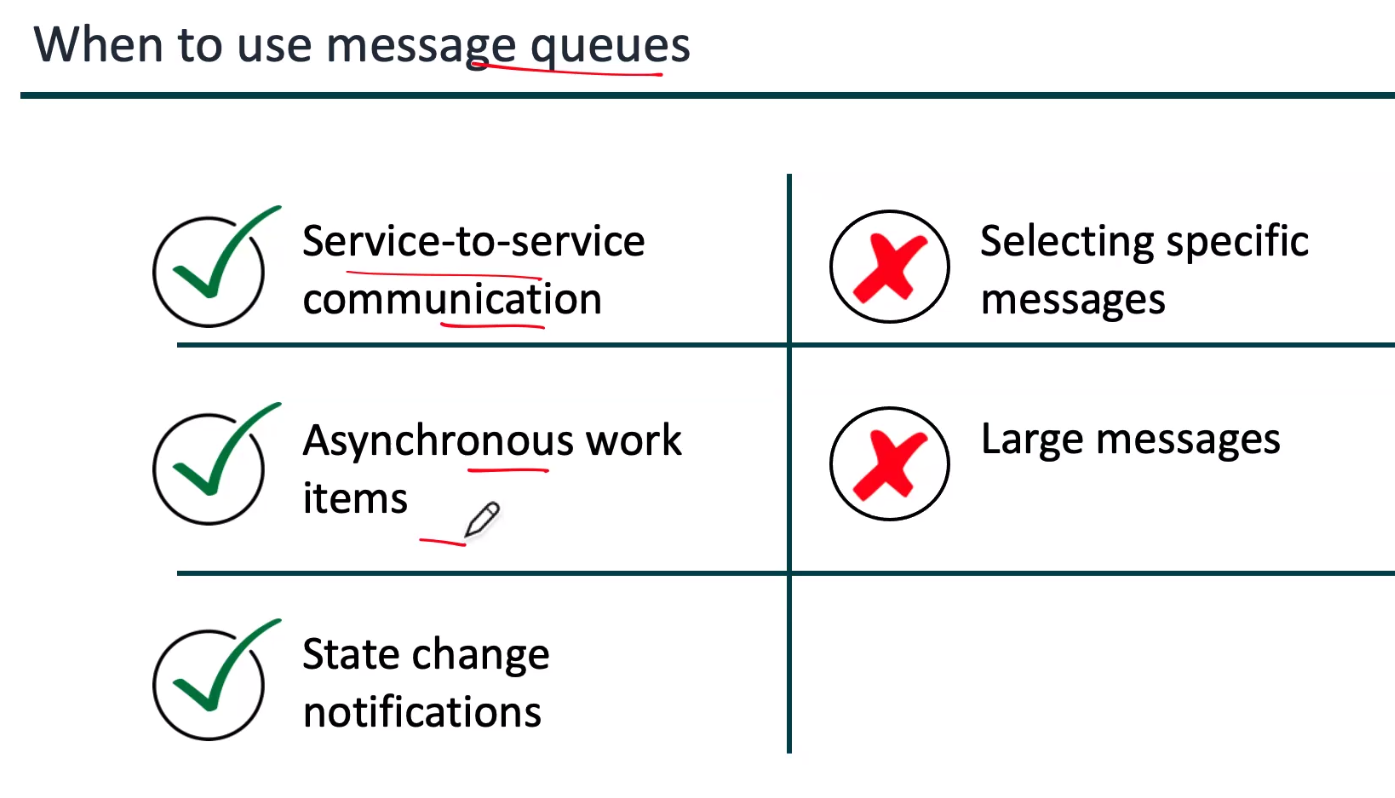 When to use message queues
Service-to-service
communication
Selecting specific
messages
Asynchronous work
items
Large messages
State change
notifications